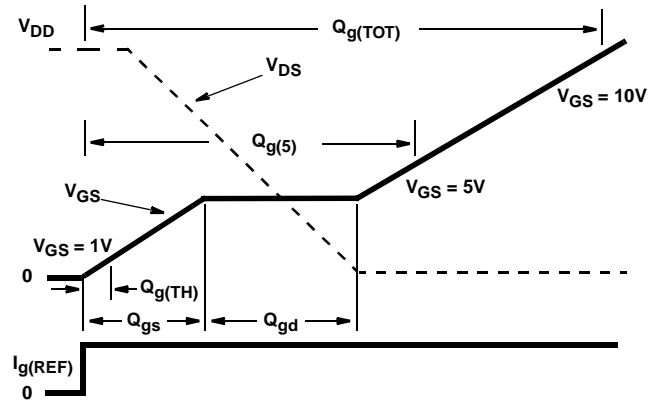 V_DD
Q_g(TOT)
V_DS
V_GS = 10V
Q_g(5)
V_GS
V_GS = 5V
V_GS = 1V
0
Q_g(TH)
Q_gs
Q_gd
I_g(REF)
0